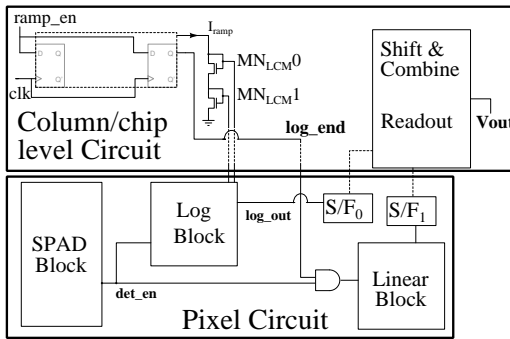 ramp_en
I_ramp
clk
MN_LCM0
MN_LCM1
Column/chip
level Circuit
log_end
Shift &
Combine
Readout
Vout
SPAD
Block
Log
Block
log_out
S/F_0
S/F_1
det_en
Linear
Block
Pixel Circuit